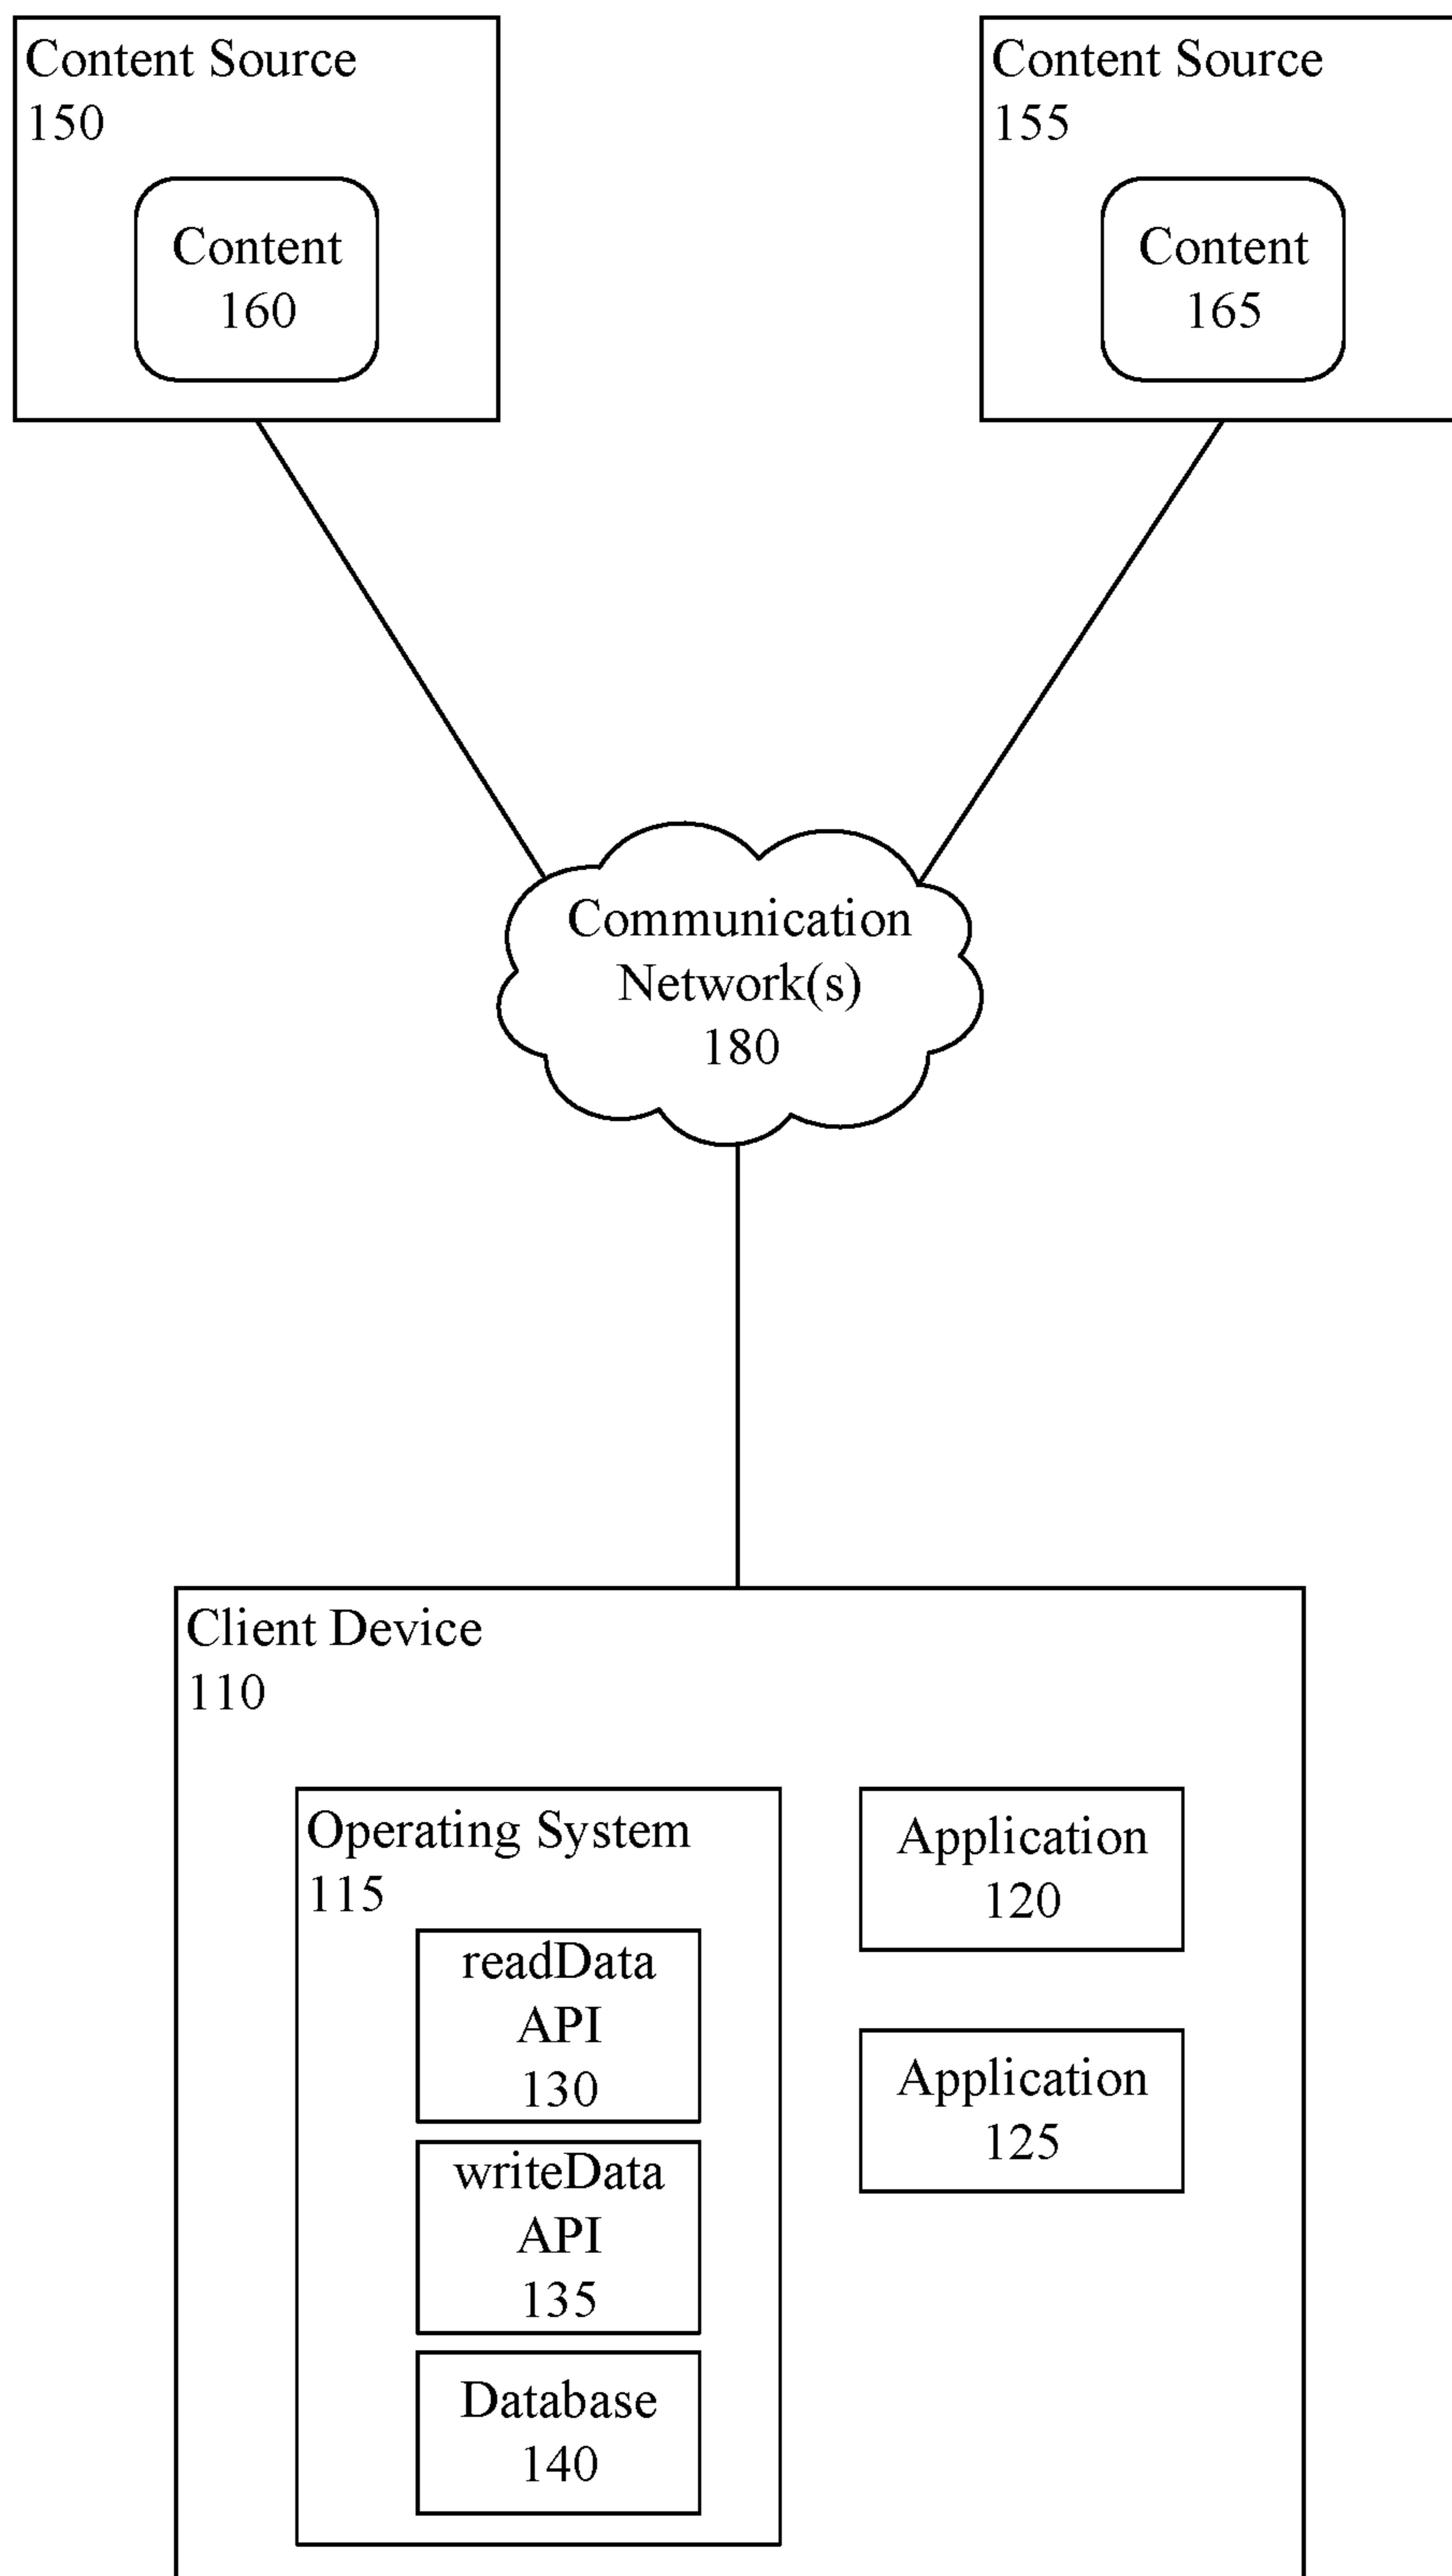 Content Source
150
Content
160
Content Source
155
Content
165
Communication
Network(s)
180
Client Device
110
Operating System
115
readData
API
130
writeData
API
135
Database
140
Application
120
Application
125